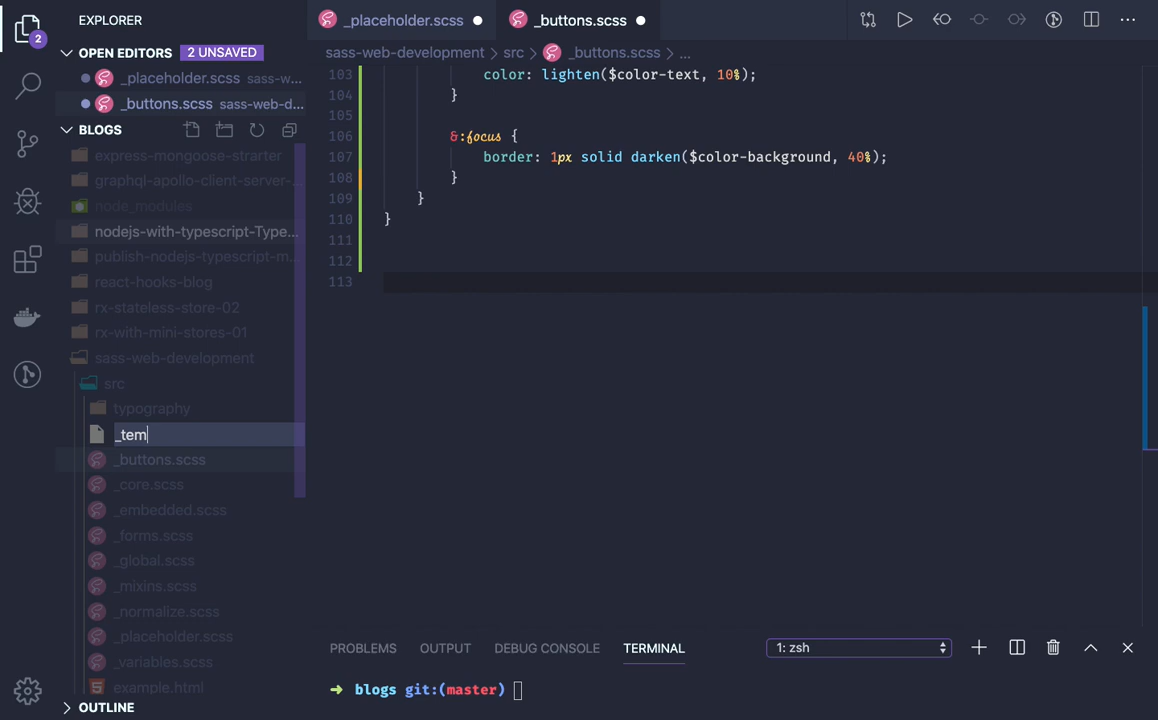 EXPLORER
_placeholder.scss
_buttons.scss
2
OPEN EDITORS 2 UNSAVED
_placeholder.scss sass-w...
_buttons.scss sass-web-d...
BLOGS
express-mongoose-strarter
graphql-apollo-client-server-...
node_modules
nodejs-with-typescript-Type...
publish-nodejs-typescript-m...
react-hooks-blog
rx-stateless-store-02
rx-with-mini-stores-01
sass-web-development
src
typography
_tem
_buttons.scss
_core.scss
_embedded.scss
_forms.scss
_global.scss
_mixins.scss
_normalize.scss
_placeholder.scss
_variables.scss
example.html
OUTLINE
sass-web-development > src > _buttons.scss > ...
103 color: lighten($color-text, 10%);
104 }
105
106 &:focus {
107 border: 1px solid darken($color-background, 40%);
108 }
109 }
110 }
111
112
113
PROBLEMS OUTPUT DEBUG CONSOLE TERMINAL 1: zsh
➜ blogs git:(master)